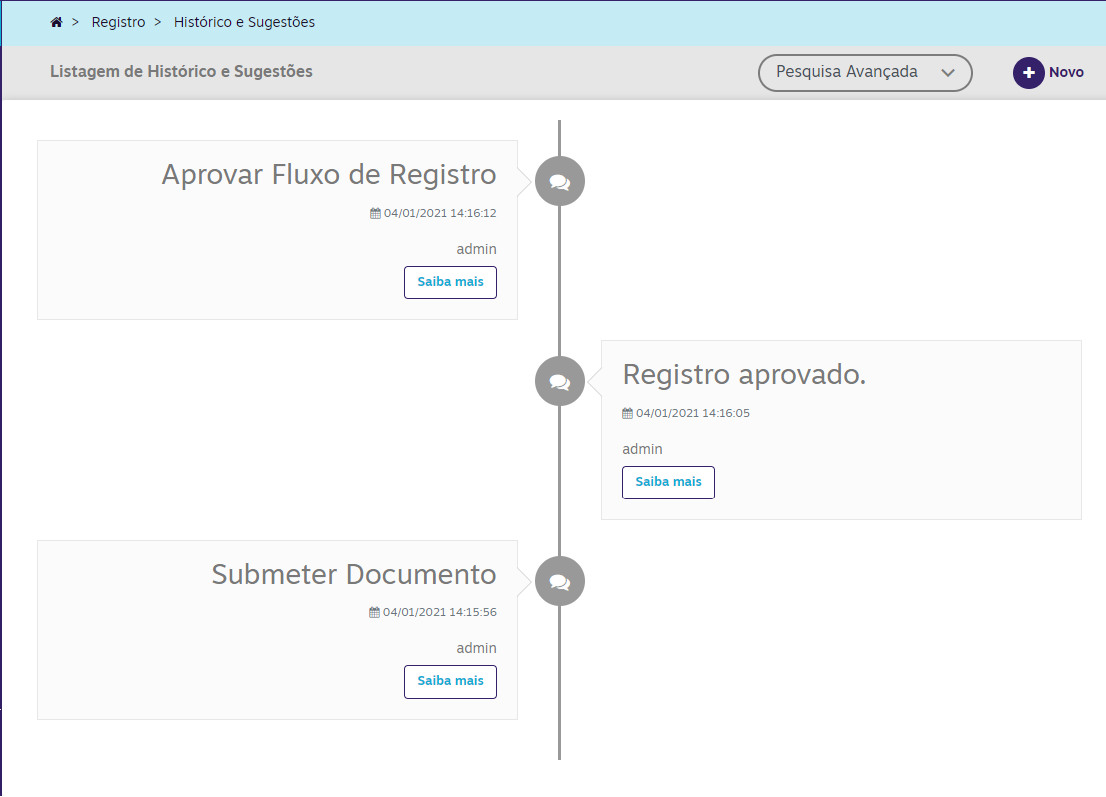 > Registro > Histórico e Sugestões
Listagem de Histórico e Sugestões
Pesquisa Avançada
Novo
Aprovar Fluxo de Registro
04/01/2021 14:16:12
admin
Saiba mais
Registro aprovado.
04/01/2021 14:16:05
admin
Saiba mais
Submeter Documento
04/01/2021 14:15:56
admin
Saiba mais